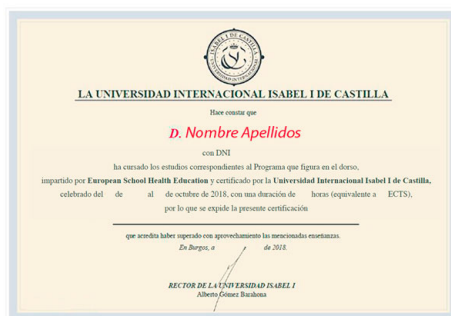 LA UNIVERSIDAD INTERNACIONAL ISABEL I DE CASTILLA
Hace constar que
D. Nombre Apellidos
con DNI
ha cursado los estudios correspondientes al Programa que figura en el dorso,
impartido por European School Health Education y certificado por la Universidad Internacional Isabel I de Castilla,
celebrado del de al de octubre de 2018, con una duración de horas (equivalente a ECTS),
por lo que se expide la presente certificación
que acredita haber superado con aprovechamiento las mencionadas enseñanzas.
En Burgos, a de 2018.
RECTOR DE LA UNIVERSIDAD ISABEL I
Alberto Gómez Barahona